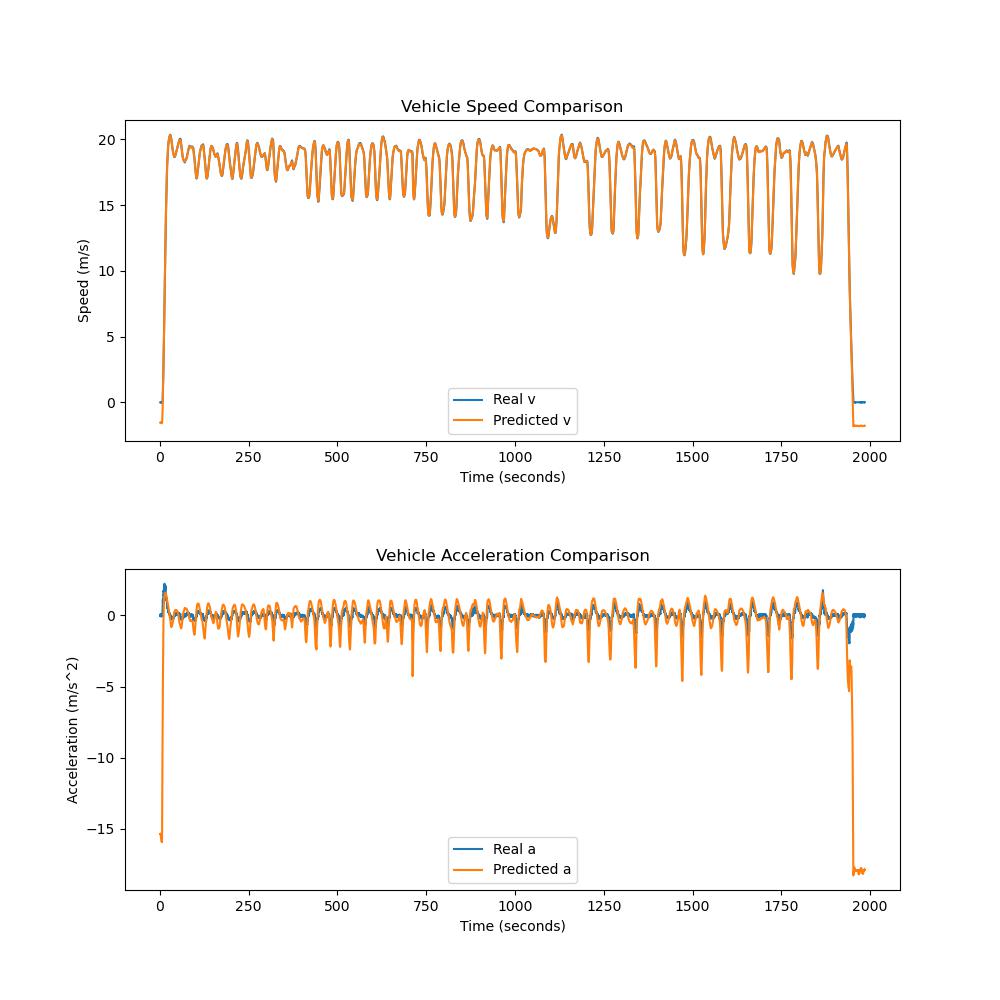 Vehicle Speed Comparison
20
15
10
5
0
Speed (m/s)
Real v
Predicted v
0 250 500 750 1000 1250 1500 1750 2000
Time (seconds)
Vehicle Acceleration Comparison
0
−5
−10
−15
Acceleration (m/s^2)
Real a
Predicted a
0 250 500 750 1000 1250 1500 1750 2000
Time (seconds)